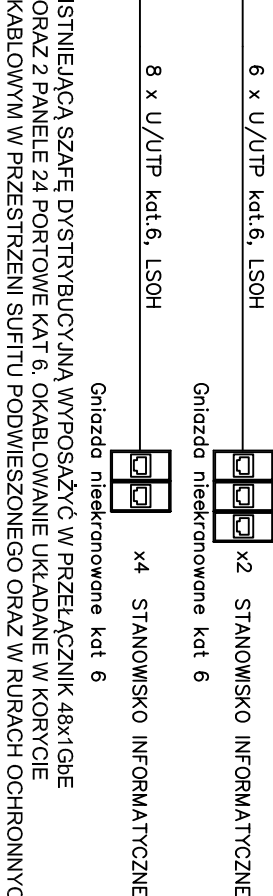 6 x U/UTP kat.6, LSOH
x2 STANOWISKO INFORMATYCZNE
Gniazda nieekranowane kat 6
8 x U/UTP kat.6, LSOH
x4 STANOWISKO INFORMATYCZNE
Gniazda nieekranowane kat 6
ISTNIEJĄCĄ SZAFĘ DYSTRYBUCYJNĄ WYPOSAŻYĆ W PRZEŁĄCZNIK 48x1GbE
ORAZ 2 PANELE 24 PORTOWE KAT 6. OKABLOWANIE UKŁADANE W KORYCIE
KABLOWYM W PRZESTRZENI SUFITU PODWIESZONEGO ORAZ W RURACH OCHRONNYC